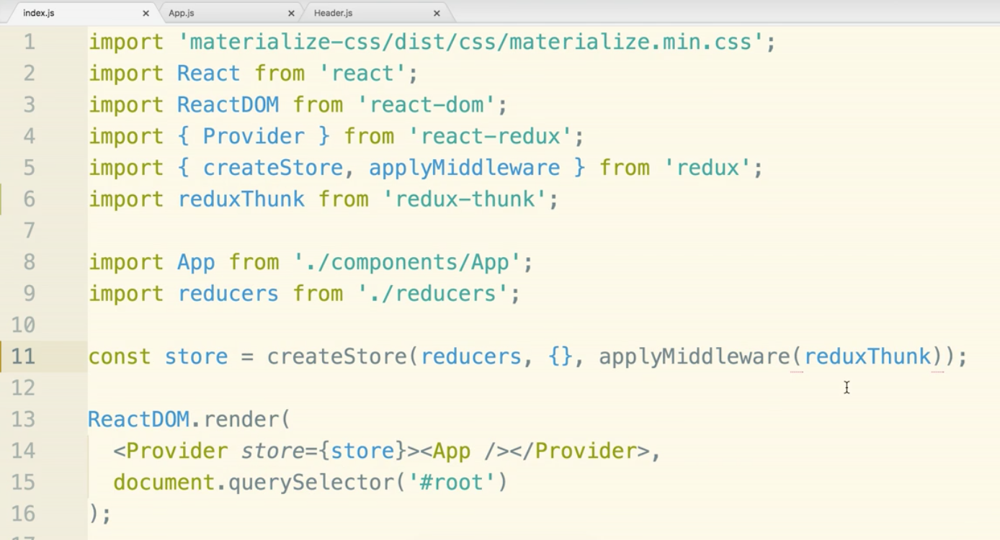 index.js × App.js × Header.js ×
1 import 'materialize-css/dist/css/materialize.min.css';
2 import React from 'react';
3 import ReactDOM from 'react-dom';
4 import { Provider } from 'react-redux';
5 import { createStore, applyMiddleware } from 'redux';
6 import reduxThunk from 'redux-thunk';
7
8 import App from './components/App';
9 import reducers from './reducers';
10
11 const store = createStore(reducers, {}, applyMiddleware(reduxThunk));
12
13 ReactDOM.render(
14   <Provider store={store}><App /></Provider>,
15   document.querySelector('#root')
16 );
17